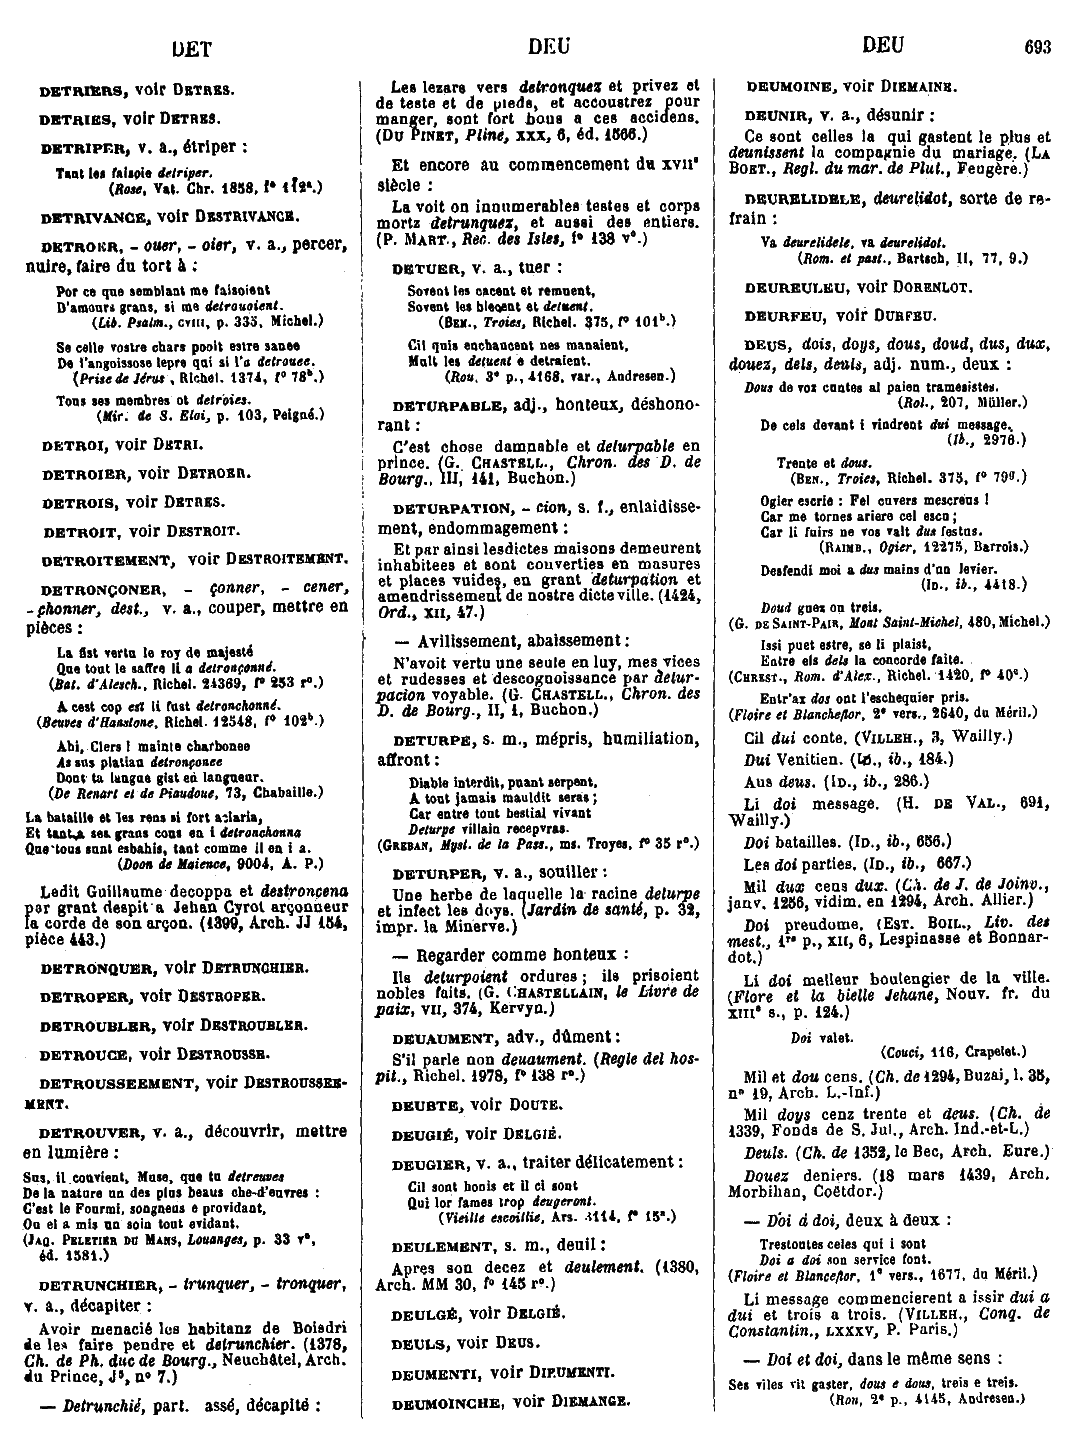 DET
DEU
DEU
693
DETRIERS, voir DETRES.
DETRIES, voir DETRES.
DETRIPER, v. a., étriper :
Tant les faisoie detriper.
(Rose, Vat. Chr. 1858, f° 112ª.)
DETRIVANCE, voir DESTRIVANCE.
DETROER, - ouer, - oier, v. a., percer,
nuire, faire du tort à :
Por ce que semblant me faisoient
D'amours grans, si me detrouoient.
(Lib. Psalm., CVIII, p. 335, Michel.)
Se celle vostre chars pooit estre sanee
De l'angoissose lepre qui si l'a detrouee.
(Prise de Jérus , Richel. 1374, f° 78ᵇ.)
Tous ses membres ot detroies.
(Mir. de S. Eloi, p. 103, Peigné.)
DETROI, voir DETRI.
DETROIER, voir DETROER.
DETROIS, voir DETRES.
DETROIT, voir DESTROIT.
DETROITEMENT, voir DESTROITEMENT.
DETRONÇONER, - çonner, - cener,
- chonner, dest., v. a., couper, mettre en
pièces :
La fist vertu le roy de majesté
Que tout le saffre li a detronçonné.
(Bat. d'Alesch., Richel. 24369, f° 253 r°.)
A cest cop est li fust detronchonné.
(Beuves d'Hanstone, Richel. 12548, f° 102ᵇ.)
Ahi, Clers ! mainte charbonee
As sus platian detronçonee
Dont ta langue gist en langueur.
(De Renart et de Piaudoue, 73, Chabaille.)
La bataille et les rens si fort
Et tant a ses grans cous en i detronchonna
Que tous sunt esbahis, tant comme il en i a.
(Doon de Maience, 9004, A. P.)
Ledit Guillaume decoppa et destronçena
par grant despit a Jehan Cyrot arçonneur
la corde de son arçon. (1399, Arch. JJ 154,
pièce 443.)
DETRONQUER, voir DETRUNCHIER.
DETROPER, voir DESTROPER.
DETROUBLER, voir DESTROUBLER.
DETROUCE, voir DESTROUSSE.
DETROUSSEEMENT, voir DESTROUSSEE-
MENT.
DETROUVER, v. a., découvrir, mettre
en lumière :
Sus, il convient, Muse, que tu detreuves
De la nature un des plus beaus che-d'euvres :
C'est le Fourmi, songneus e providant,
Ou el a mis un soin tout evidant.
(JAQ. PELETIER DU MANS, Louanges, p. 33 v°,
éd. 1581.)
DETRUNCHIER, - trunquer, - tronquer,
v. a., décapiter :
Avoir menacié les habitanz de Boisdri
de les faire pendre et detrunchier. (1378,
Ch. de Ph. duc de Bourg., Neuchâtel, Arch.
du Prince, J⁵, n° 7.)
— Detrunchié, part. assé, décapité :
Les lezars vers detronquez et privez et
de teste et de pieds, et accoustrez pour
manger, sont fort bous a ces accidens.
(DU PINET, Pline, XXX, 6, éd. 1566.)
Et encore au commencement du XVIIᵉ
siècle :
La voit on innumerables testes et corps
mortz detrunquez, et aussi des entiers.
(P. MART., Rec. des Isles, f° 138 v°.)
DETUER, v. a., tuer :
Sovent les cacent et remuent,
Sovent les blecent et detuent.
(BEN., Troies, Richel. 375, f° 101ᵇ.)
Cil quis enchaucent nes manaient,
Mult les detuent e detraient.
(Rou, 3ᵉ p., 4168, var., Andresen.)
DETURPABLE, adj., honteux, déshono-
rant :
C'est chose damnable et deturpable en
prince. (G. CHASTELL., Chron. des D. de
Bourg., III, 141, Buchon.)
DETURPATION, - cion, s. f., enlaidisse-
ment, endommagement :
Et par ainsi lesdictes maisons demeurent
inhabitees et sont converties en masures
et places vuides, en grant deturpation et
amendrissement de nostre dicte ville. (1424,
Ord., XII, 47.)
— Avilissement, abaissement :
N'avoit vertu une seule en luy, mes vices
et rudesses et descognoissance par detur-
pacion voyable. (G. CHASTELL., Chron. des
D. de Bourg., II, 1, Buchon.)
DETURPE, s. m., mépris, humiliation,
affront :
Diable interdit, puant serpent,
A tout jamais mauldit seras ;
Car entre tout bestial vivant
Deturpe villain recepvras.
(GREBAN, Myst. de la Pass., ms. Troyes, f° 35 r°.)
DETURPER, v. a., souiller :
Une herbe de laquelle la racine deturpe
et infect les doys. (Jardin de santé, p. 32,
impr. la Minerve.)
— Regarder comme honteux :
Ils deturpoient ordures ; ils prisoient
nobles faits. (G. CHASTELLAIN, le Livre de
paix, VII, 374, Kervyn.)
DEUAUMENT, adv., dûment :
S'il parle non deuaument. (Regle del hos-
pit., Richel. 1978, f° 138 r°.)
DEUBTE, voir DOUTE.
DEUGIÉ, voir DELGIÉ.
DEUGIER, v. a., traiter délicatement :
Cil sont honis et il ci sont
Qui lor fames trop deugeront.
(Vieille escoillie, Ars. 3114, f° 15ª.)
DEULEMENT, s. m., deuil :
Apres son decez et deulement. (1380,
Arch. MM 30, f° 145 r°.)
DEULGÉ, voir DELGIÉ.
DEULS, voir DEUS.
DEUMENTI, voir DIEUMENTI.
DEUMOINCHE, voir DIEMANGE.
DEUMOINE, voir DIEMAINE.
DEUNIR, v. a., désunir :
Ce sont celles la qui gastent le plus et
deunissent la compagnie du mariage. (LA
BOET., Regl. du mar. de Plut., Feugère.)
DEURELIDELE, deurelidot, sorte de re-
frain :
Va deurelidele, va deurelidot.
(Rom. et past., Bartsch, II, 77, 9.)
DEUREULEU, voir DORENLOT.
DEURFEU, voir DURFEU.
DEUS, dois, doys, dous, doud, dus, dux,
douez, dels, deuls, adj. num., deux :
Dous de voz cuntes al paien tramesistes.
(Rol., 207, Müller.)
De cels devant i vindrent dui message.
(Ib., 2976.)
Trente et dous.
(BEN., Troies, Richel. 375, f° 79ᵍ.)
Ogier escrie : Fel cuvers mescreus !
Car me tornes ariere cel escu ;
Car li fuirs ne vos valt dus festus.
(RAIMB., Ogier, 12275, Barrois.)
Desfendi moi a dus mains d'un levier.
(ID., ib., 4418.)
Doud guez ou treis.
(G. DE SAINT-PAIR, Mont Saint-Michel, 480, Michel.)
Issi puet estre, se li plaist,
Entre els dels la concorde faite.
(CHREST., Rom. d'Alex., Richel. 1420, f° 40ᶜ.)
Entr'ax dos ont l'eschequier pris.
(Floire et Blancheflor, 2ᵉ vers., 2640, du Méril.)
Cil dui conte. (VILLEH., 3, Wailly.)
Dui Venitien. (ID., ib., 184.)
Aus deus. (ID., ib., 286.)
Li doi message. (H. DE VAL., 691,
Wailly.)
Doi batailles. (ID., ib., 656.)
Les doi parties. (ID., ib., 667.)
Mil dux cens dux. (Ch. de J. de Joinv.,
janv. 1256, vidim. en 1294, Arch. Allier.)
Doi preudome. (EST. BOIL., Liv. des
mest., 1ʳᵉ p., XII, 6, Lespinasse et Bonnar-
dot.)
Li doi melleur boulengier de la ville.
(Flore et la bielle Jehane, Nouv. fr. du
XIIIᵉ s., p. 124.)
Doi valet.
(Couci, 116, Crapelet.)
Mil et dou cens. (Ch. de 1294, Buzai, l. 35,
n° 19, Arch. L.-Inf.)
Mil doys cenz trente et deus. (Ch. de
1339, Fonds de S. Jul., Arch. Ind.-et-L.)
Deuls. (Ch. de 1352, le Bec, Arch. Eure.)
Douez deniers. (18 mars 1439, Arch.
Morbihan, Coëtdor.)
— Doi à doi, deux à deux :
Trestoutes celes qui i sont
Doi a doi son service font.
(Floire et Blanceflor, 1ᵉ vers., 1677, du Méril.)
Li message commencierent a issir dui a
dui et trois a trois. (VILLEH., Conq. de
Constantin., LXXXV, P. Paris.)
— Doi et doi, dans le même sens :
Ses viles vit gaster, dous e dous, treis e treis.
(Rou, 2ᵉ p., 4145, Andresen.)